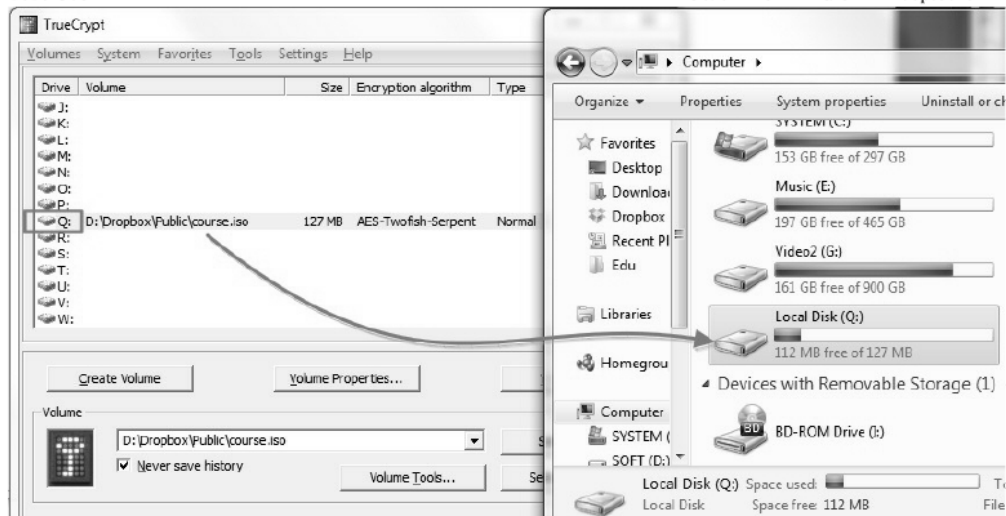 TrueCrypt
Volumes System Favorites Tools Settings Help
Drive Volume Size Encryption algorithm Type
J:
K:
L:
M:
N:
O:
P:
Q: D:\Dropbox\Public\course.iso 127 MB AES-Twofish-Serpent Normal
R:
S:
T:
U:
V:
W:
Create Volume
Volume Properties...
Volume
D:\Dropbox\Public\course.iso
Never save history
Volume Tools...
Computer
Organize Properties System properties Uninstall or
Favorites
Desktop
Dropbox
Edu
Libraries
Computer
SYSTEM (
SOFT (D:)
SYSTEM (C:)
153 GB free of 297 GB
Music (E:)
197 GB free of 465 GB
Video2 (G:)
161 GB free of 900 GB
Local Disk (Q:)
112 MB free of 127 MB
Devices with Removable Storage (1)
BD
BD-ROM Drive (I:)
Local Disk (Q:) Space used:
Local Disk Space free: 112 MB File